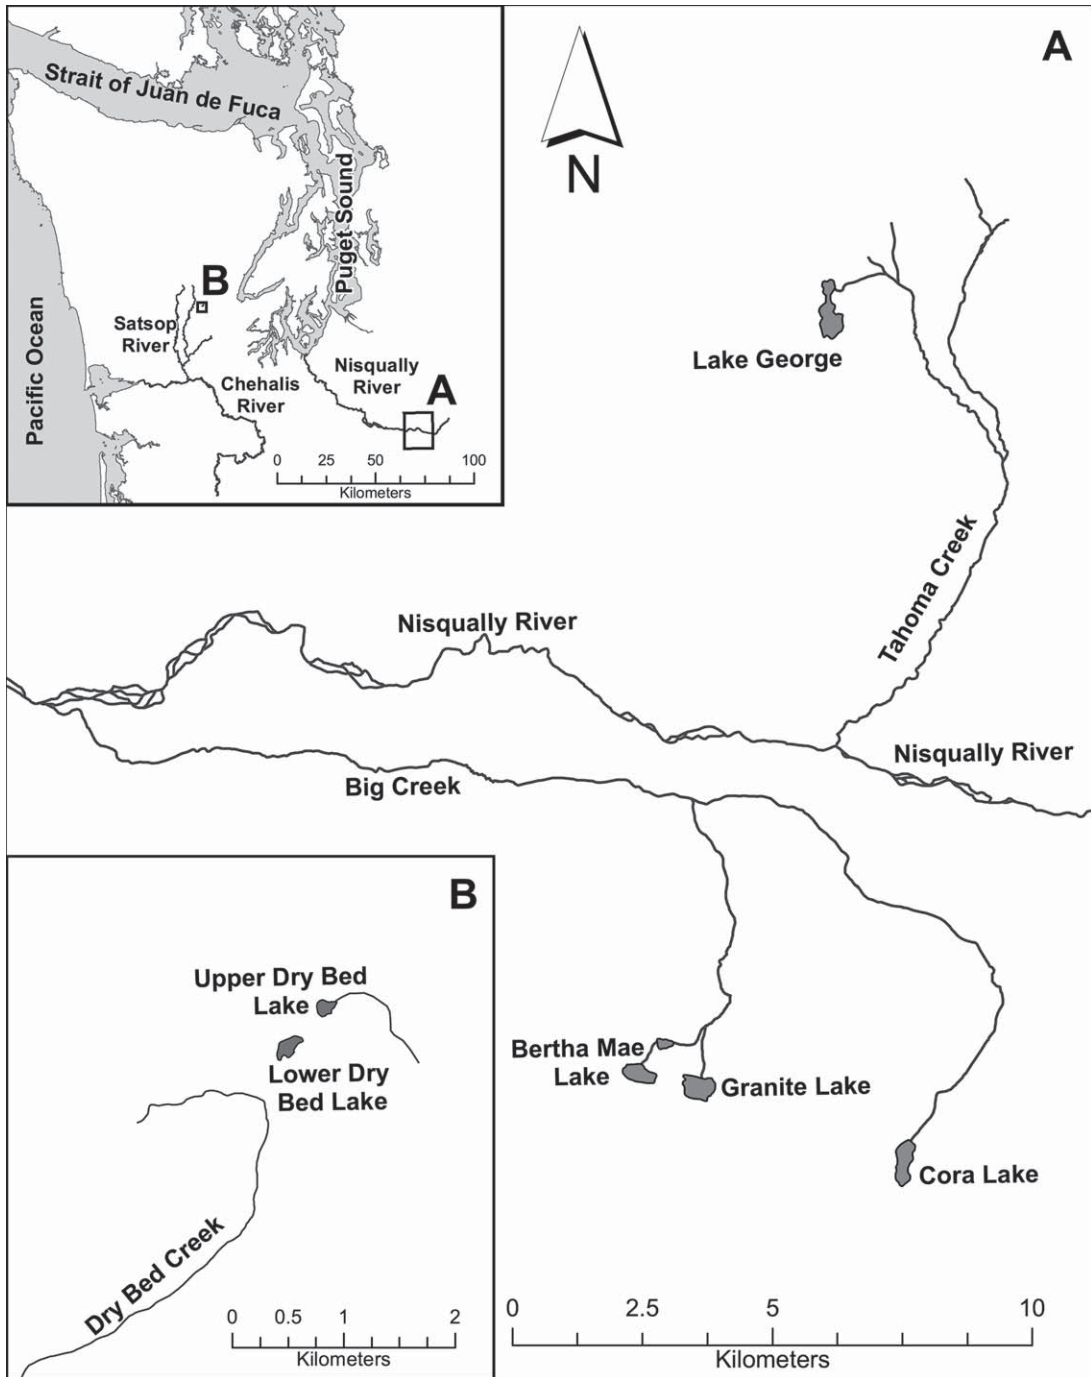 A
Strait of Juan de Fuca
Puget Sound
N
B
Satsop
River
Pacific Ocean
Chehalis
River
Nisqually
River
A
0 25 50 100
Kilometers
Lake George
Tahoma Creek
Nisqually River
Nisqually River
Big Creek
B
Upper Dry Bed
Lake
Lower Dry
Bed Lake
Dry Bed Creek
0 0.5 1 2
Kilometers
Bertha Mae
Lake
Granite Lake
Cora Lake
0 2.5 5 10
Kilometers